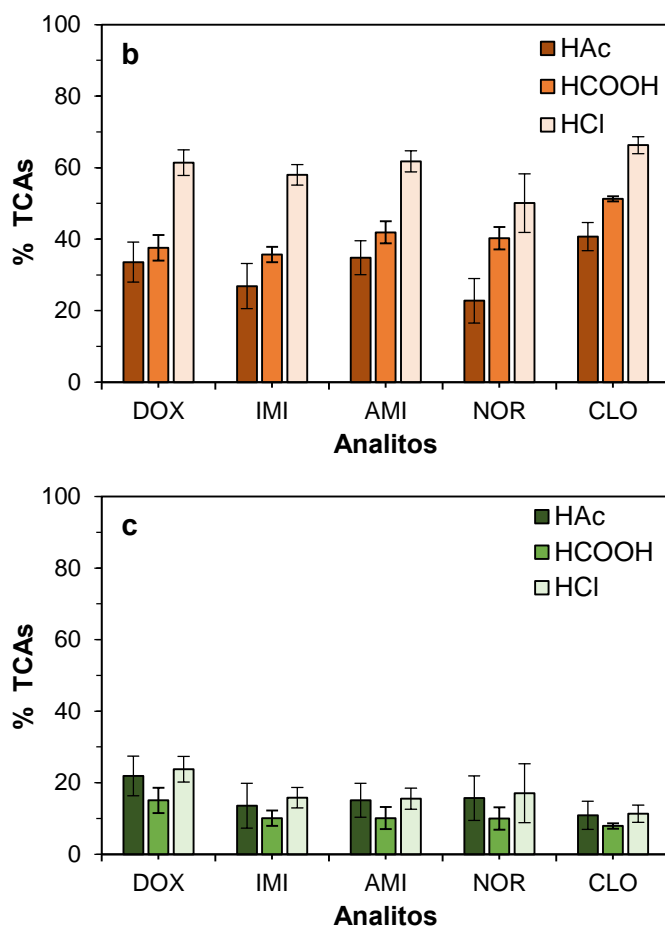 100
b
HAc
HCOOH
HCl
80
60
40
20
0
% TCAs
DOX IMI AMI NOR CLO
Analitos
100
c
HAc
HCOOH
HCl
80
60
40
20
0
% TCAs
DOX IMI AMI NOR CLO
Analitos